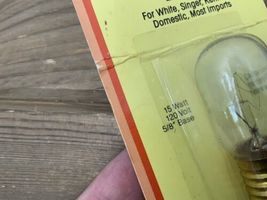 For White, Singer,
Domestic, Most Imports
15 Watt
120 Volt
5/8" Base